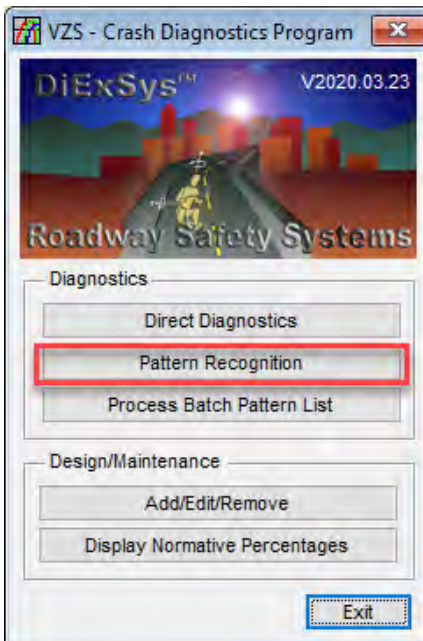 VZS - Crash Diagnostics Program
DiExSys™ V2020.03.23
Roadway Safety Systems
Diagnostics
Direct Diagnostics
Pattern Recognition
Process Batch Pattern List
Design/Maintenance
Add/Edit/Remove
Display Normative Percentages
Exit